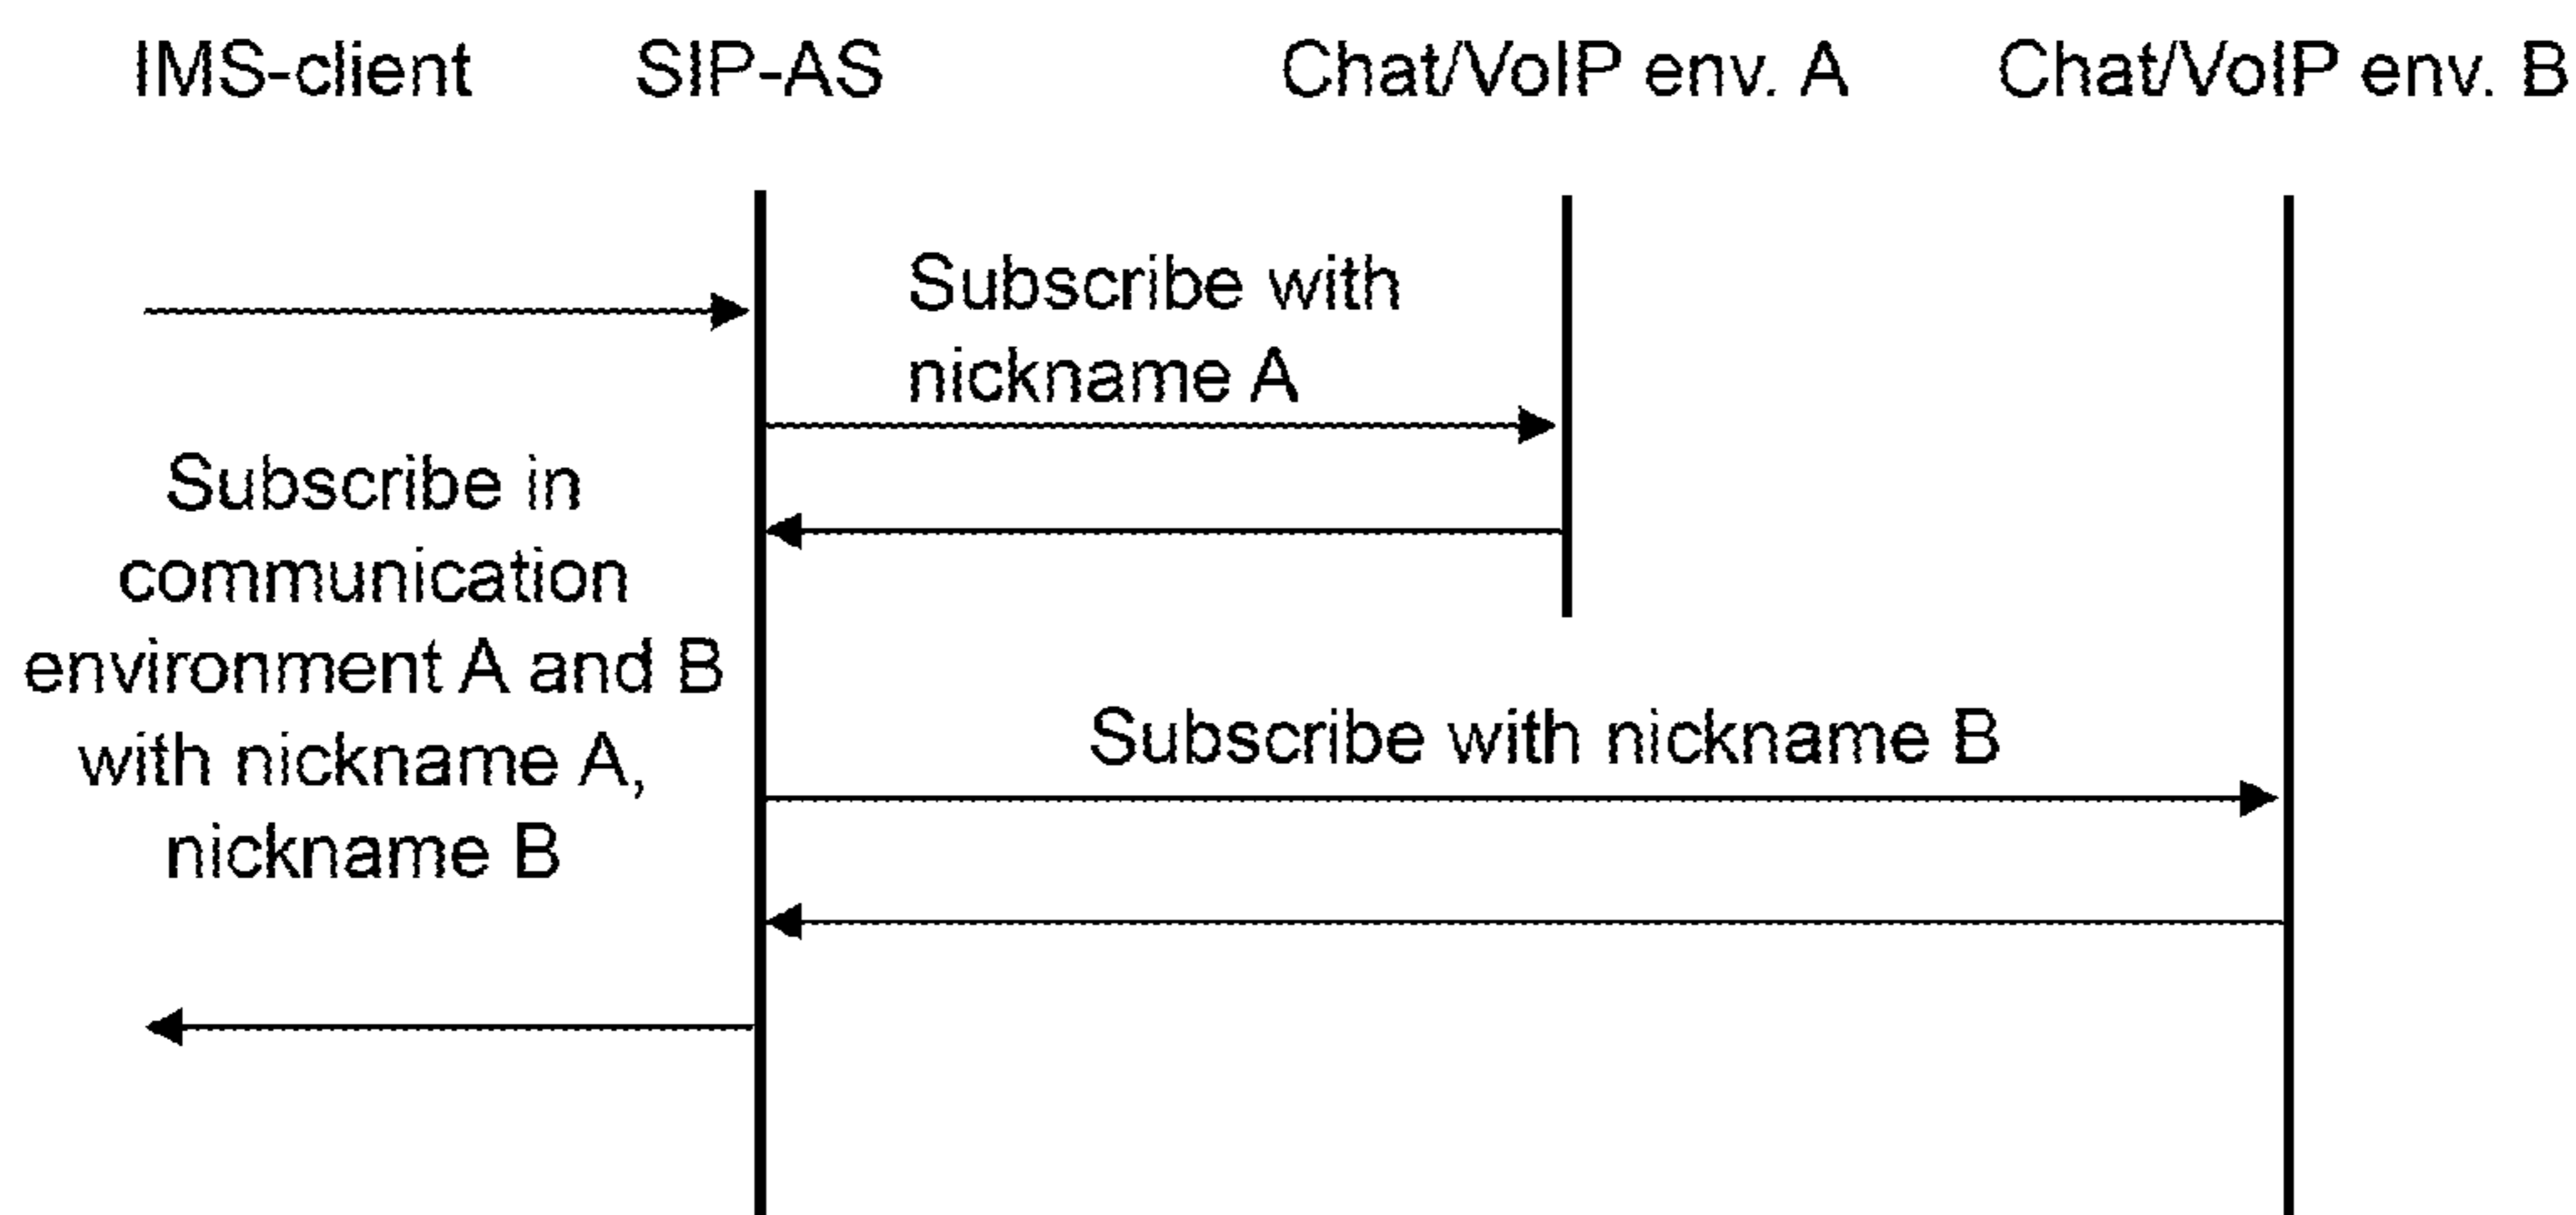 IMS-client
SIP-AS
Chat/VoIP env. A
Chat/VoIP env. B
Subscribe with
nickname A
Subscribe in
communication
environment A and B
with nickname A,
nickname B
Subscribe with nickname B